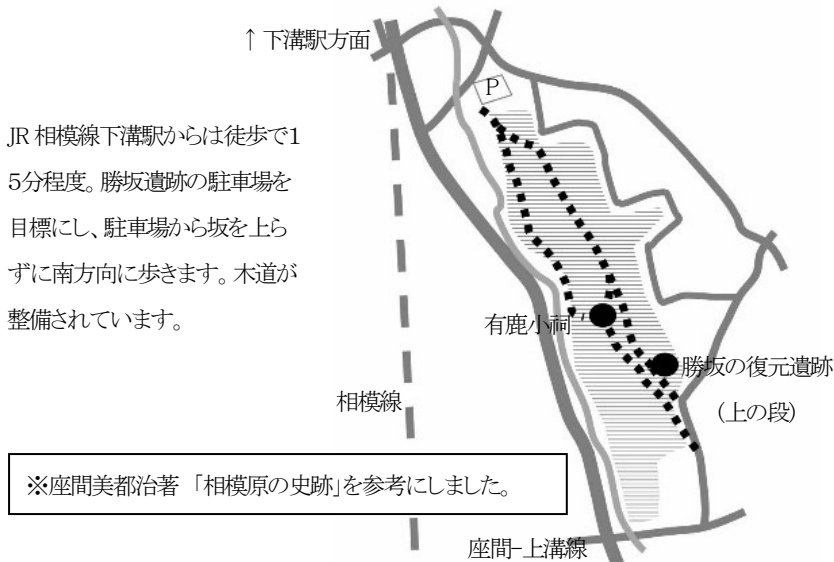 ↑下溝駅方面
P
JR 相模線下溝駅からは徒歩で1
5分程度。勝坂遺跡の駐車場を
目標にし、駐車場から坂を上ら
ずに南方向に歩きます。木道が
整備されています。
有鹿小祠
勝坂の復元遺跡
(上の段)
相模線
※座間美都治著 「相模原の史跡」を参考にしました。
座間-上溝線